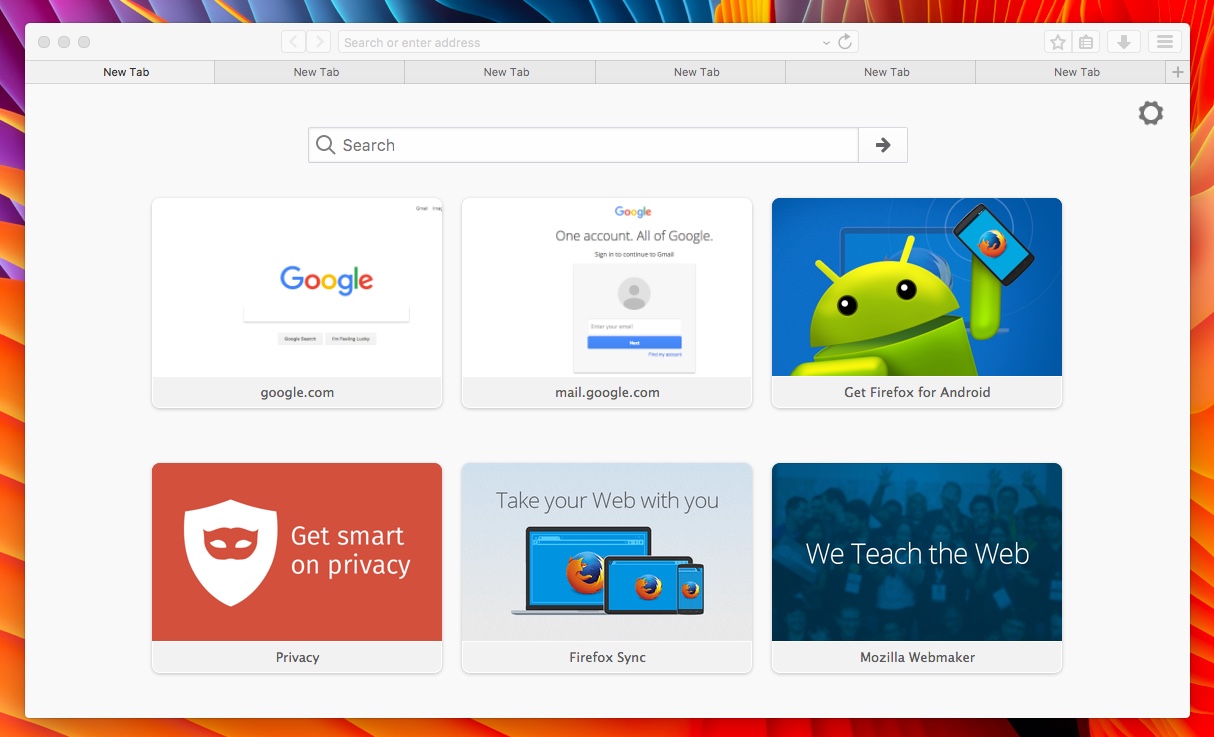 Search or enter address
New Tab
New Tab
New Tab
New Tab
New Tab
New Tab
Search
Gmail
Google
Google Search
I'm Feeling Lucky
google.com
Google
One account. All of Google.
Sign in to continue to Gmail
Enter your email
Next
Find my account
mail.google.com
Get Firefox for Android
Get smart
on privacy
Privacy
Take your Web with you
Firefox Sync
We Teach the Web
Mozilla Webmaker